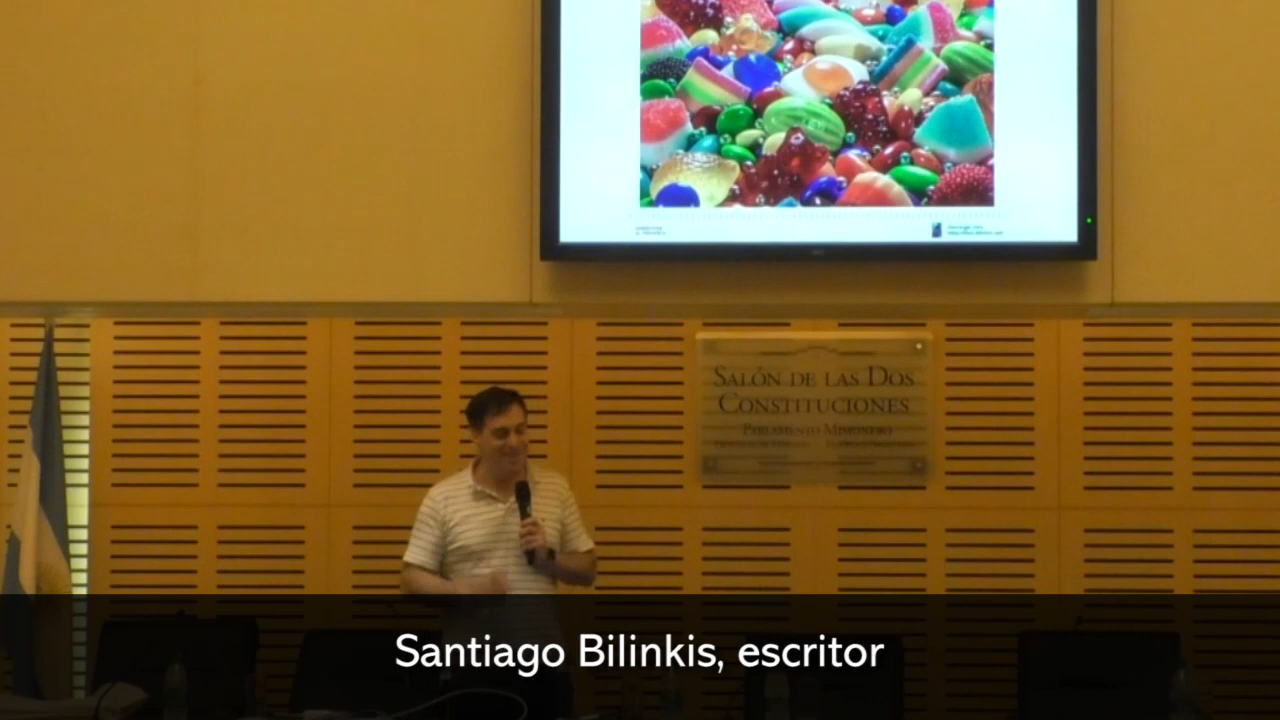 SALÓN DE LAS DOS
CONSTITUCIONES
PARLAMENTO MISIONERO
Santiago Bilinkis, escritor